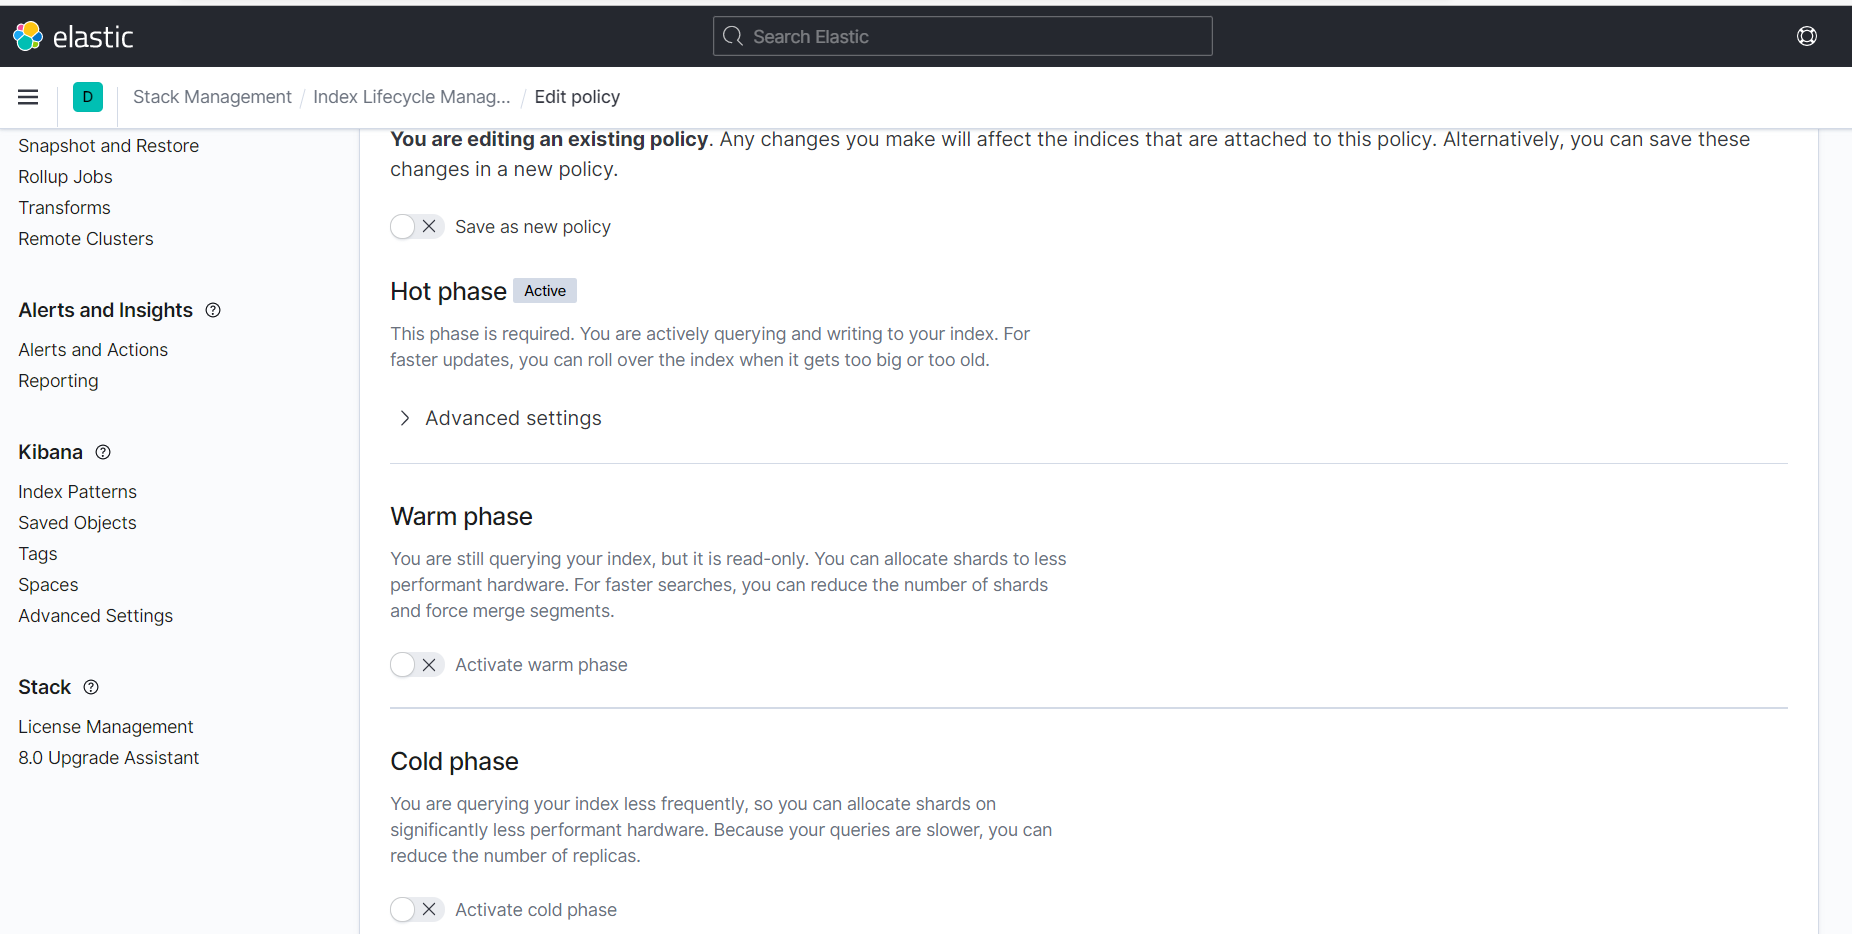 elastic
Search Elastic
D
Stack Management / Index Lifecycle Manag... / Edit policy
Snapshot and Restore
Rollup Jobs
Transforms
Remote Clusters
Alerts and Insights
Alerts and Actions
Reporting
Kibana
Index Patterns
Saved Objects
Tags
Spaces
Advanced Settings
Stack
License Management
8.0 Upgrade Assistant
You are editing an existing policy. Any changes you make will affect the indices that are attached to this policy. Alternatively, you can save these
changes in a new policy.
Save as new policy
Hot phase Active
This phase is required. You are actively querying and writing to your index. For
faster updates, you can roll over the index when it gets too big or too old.
Advanced settings
Warm phase
You are still querying your index, but it is read-only. You can allocate shards to less
performant hardware. For faster searches, you can reduce the number of shards
and force merge segments.
Activate warm phase
Cold phase
You are querying your index less frequently, so you can allocate shards on
significantly less performant hardware. Because your queries are slower, you can
reduce the number of replicas.
Activate cold phase